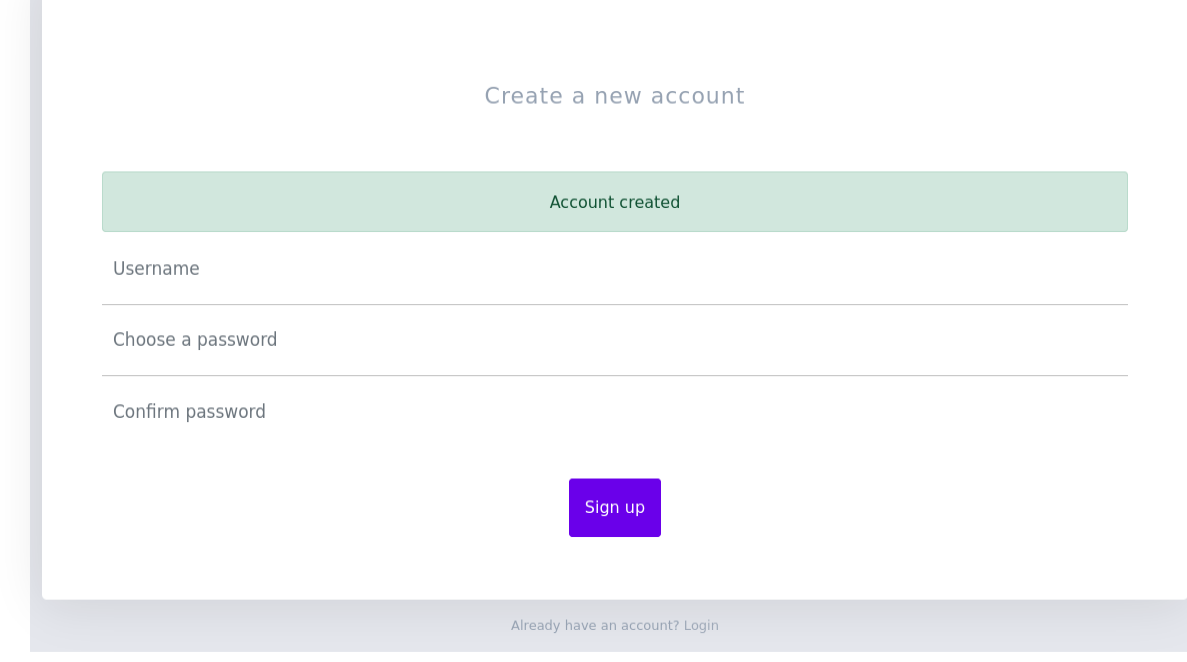 Create a new account
Account created
Username
Choose a password
Confirm password
Sign up
Already have an account? Login